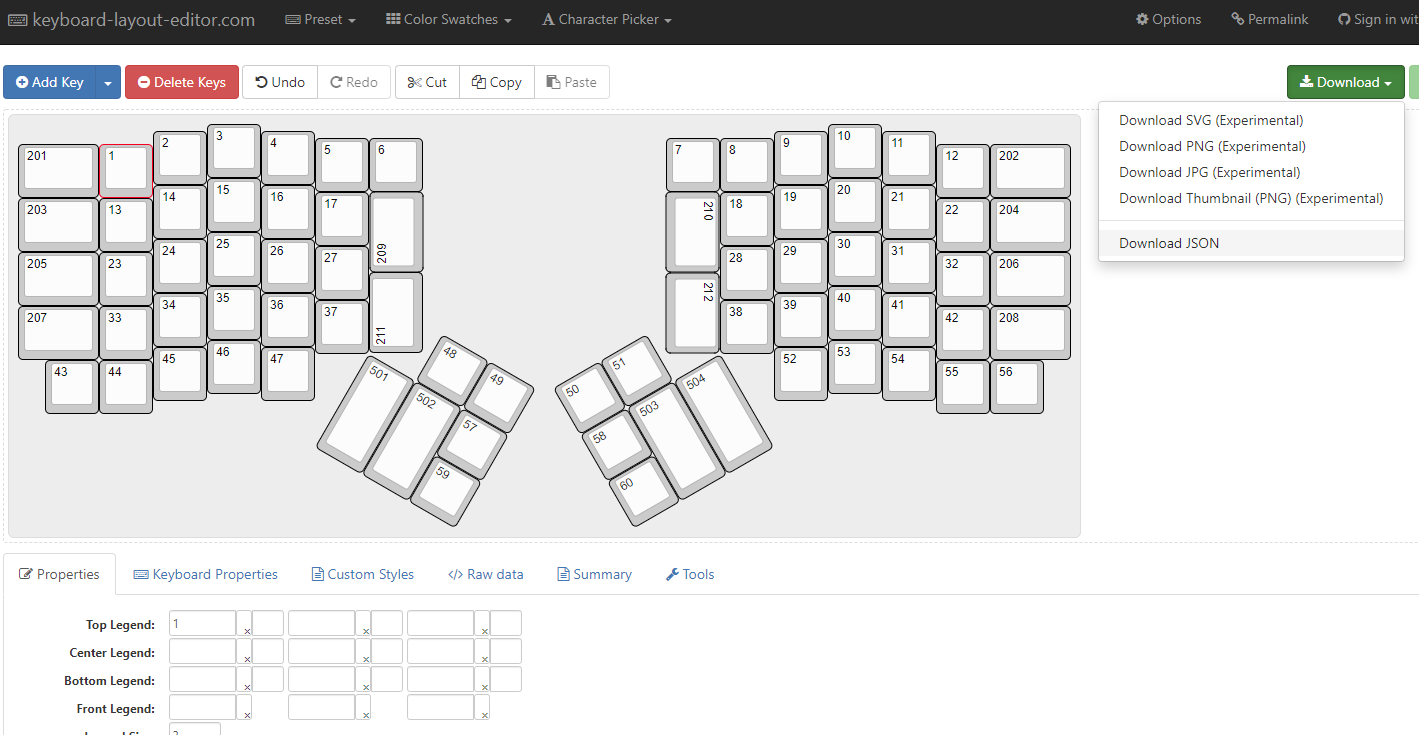 keyboard-layout-editor.com Preset Color Swatches Character Picker Options Permalink Sign in wit
Add Key Delete Keys Undo Redo Cut Copy Paste Download
Download SVG (Experimental)
Download PNG (Experimental)
Download JPG (Experimental)
Download Thumbnail (PNG) (Experimental)
Download JSON
201 1 2 3 4 5 6 7 8 9 10 11 12 202
203 13 14 15 16 17 209 210 18 19 20 21 22 204
205 23 24 25 26 27 28 29 30 31 32 206
207 33 34 35 36 37 211 212 38 39 40 41 42 208
43 44 45 46 47 52 53 54 55 56
501 502 48 49 57 59
50 51 58 60 503 504
Properties Keyboard Properties Custom Styles </> Raw data Summary Tools
Top Legend: 1 x x x
Center Legend: x x x
Bottom Legend: x x x
Front Legend: x x x